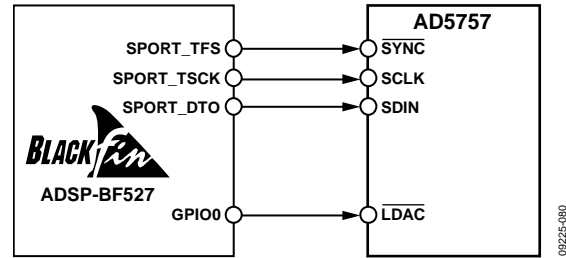 AD5757
SPORT_TFS
SYNC
SPORT_TSCK
SCLK
SPORT_DTO
SDIN
BLACKfin
ADSP-BF527
GPIO0
LDAC
09225-080